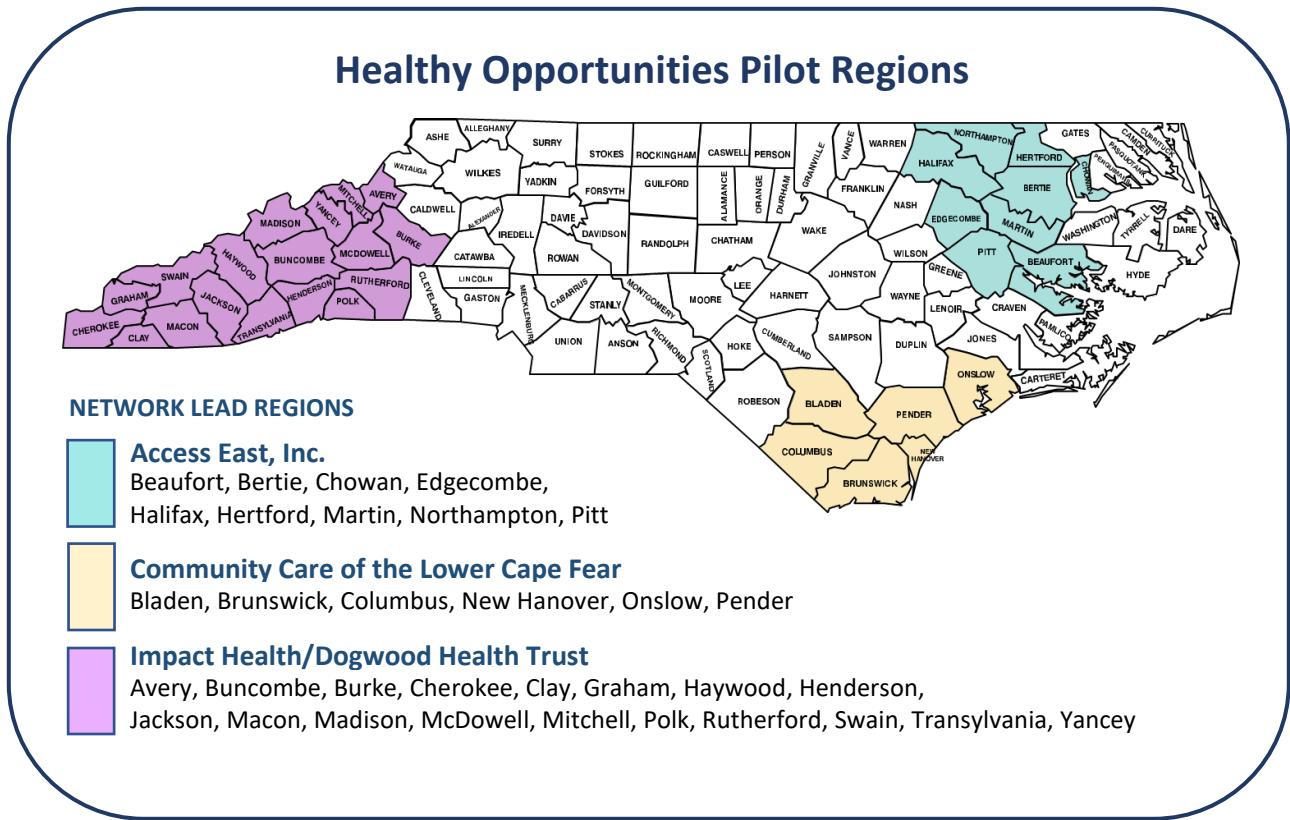 Healthy Opportunities Pilot Regions
ASHE
ALLEGHANY
SURRY
STOKES
ROCKINGHAM
CASWELL
PERSON
GRANVILLE
VANCE
WARREN
NORTHAMPTON
GATES
CAMDEN
CURRITUCK
PASQUOTANK
PERQUIMANS
CHOWAN
HERTFORD
HALIFAX
BERTIE
WATAUGA
WILKES
YADKIN
FORSYTH
GUILFORD
ALAMANCE
ORANGE
DURHAM
FRANKLIN
NASH
EDGECOMBE
MARTIN
WASHINGTON
TYRRELL
DARE
MITCHELL
AVERY
YANCEY
MADISON
CALDWELL
ALEXANDER
IREDELL
DAVIE
DAVIDSON
RANDOLPH
CHATHAM
WAKE
WILSON
PITT
BEAUFORT
HYDE
BURKE
MCDOWELL
BUNCOMBE
HAYWOOD
CATAWBA
ROWAN
JOHNSTON
GREENE
SWAIN
GRAHAM
JACKSON
HENDERSON
RUTHERFORD
POLK
CLEVELAND
LINCOLN
GASTON
MECKLENBURG
CABARRUS
STANLY
MONTGOMERY
MOORE
LEE
HARNETT
WAYNE
LENOIR
CRAVEN
PAMLICO
CHEROKEE
CLAY
MACON
TRANSYLVANIA
UNION
ANSON
RICHMOND
SCOTLAND
HOKE
CUMBERLAND
SAMPSON
DUPLIN
JONES
CARTERET
ONSLOW
ROBESON
BLADEN
PENDER
COLUMBUS
NEW
HANOVER
BRUNSWICK
NETWORK LEAD REGIONS
Access East, Inc.
Beaufort, Bertie, Chowan, Edgecombe,
Halifax, Hertford, Martin, Northampton, Pitt
Community Care of the Lower Cape Fear
Bladen, Brunswick, Columbus, New Hanover, Onslow, Pender
Impact Health/Dogwood Health Trust
Avery, Buncombe, Burke, Cherokee, Clay, Graham, Haywood, Henderson,
Jackson, Macon, Madison, McDowell, Mitchell, Polk, Rutherford, Swain, Transylvania, Yancey